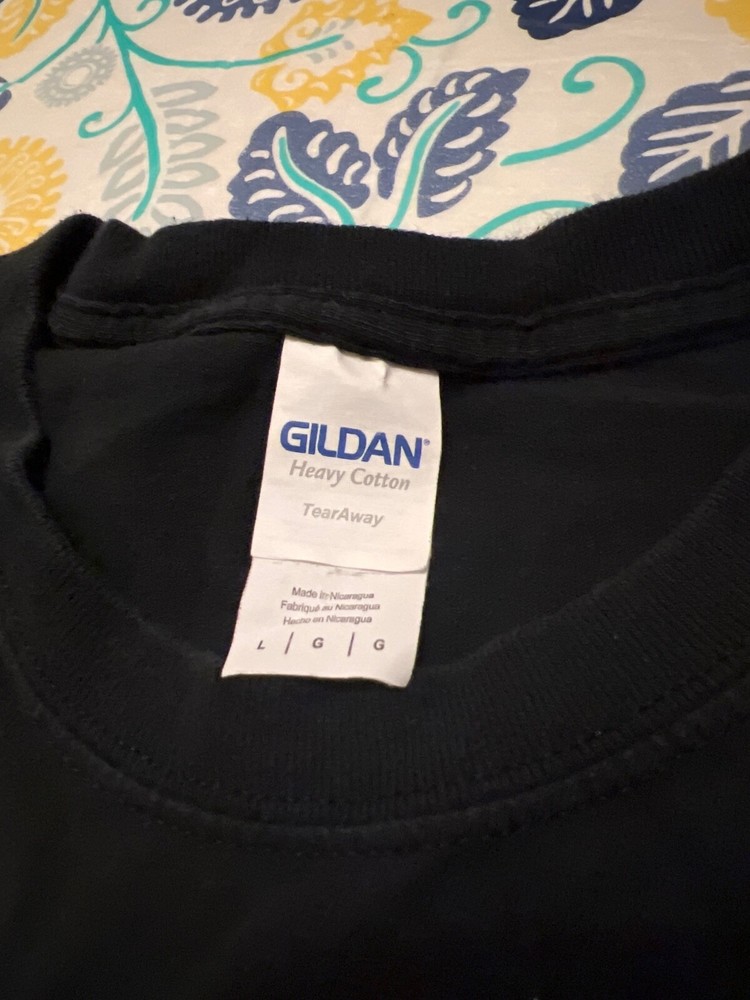 GILDAN®
Heavy Cotton
TearAway
Made in Nicaragua
Fabriqué au Nicaragua
Hecho en Nicaragua
L | G | G